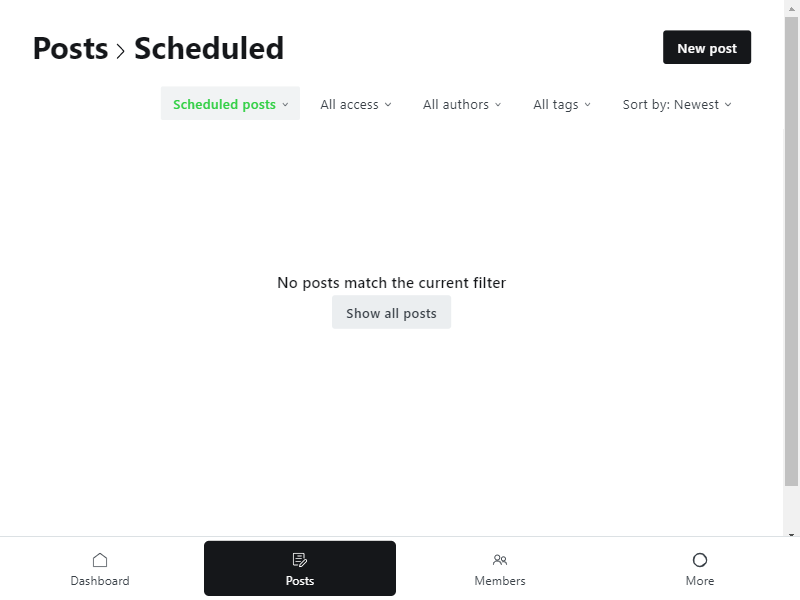 Posts > Scheduled
New post
Scheduled posts
All access
All authors
All tags
Sort by: Newest
No posts match the current filter
Show all posts
Dashboard
Posts
Members
More